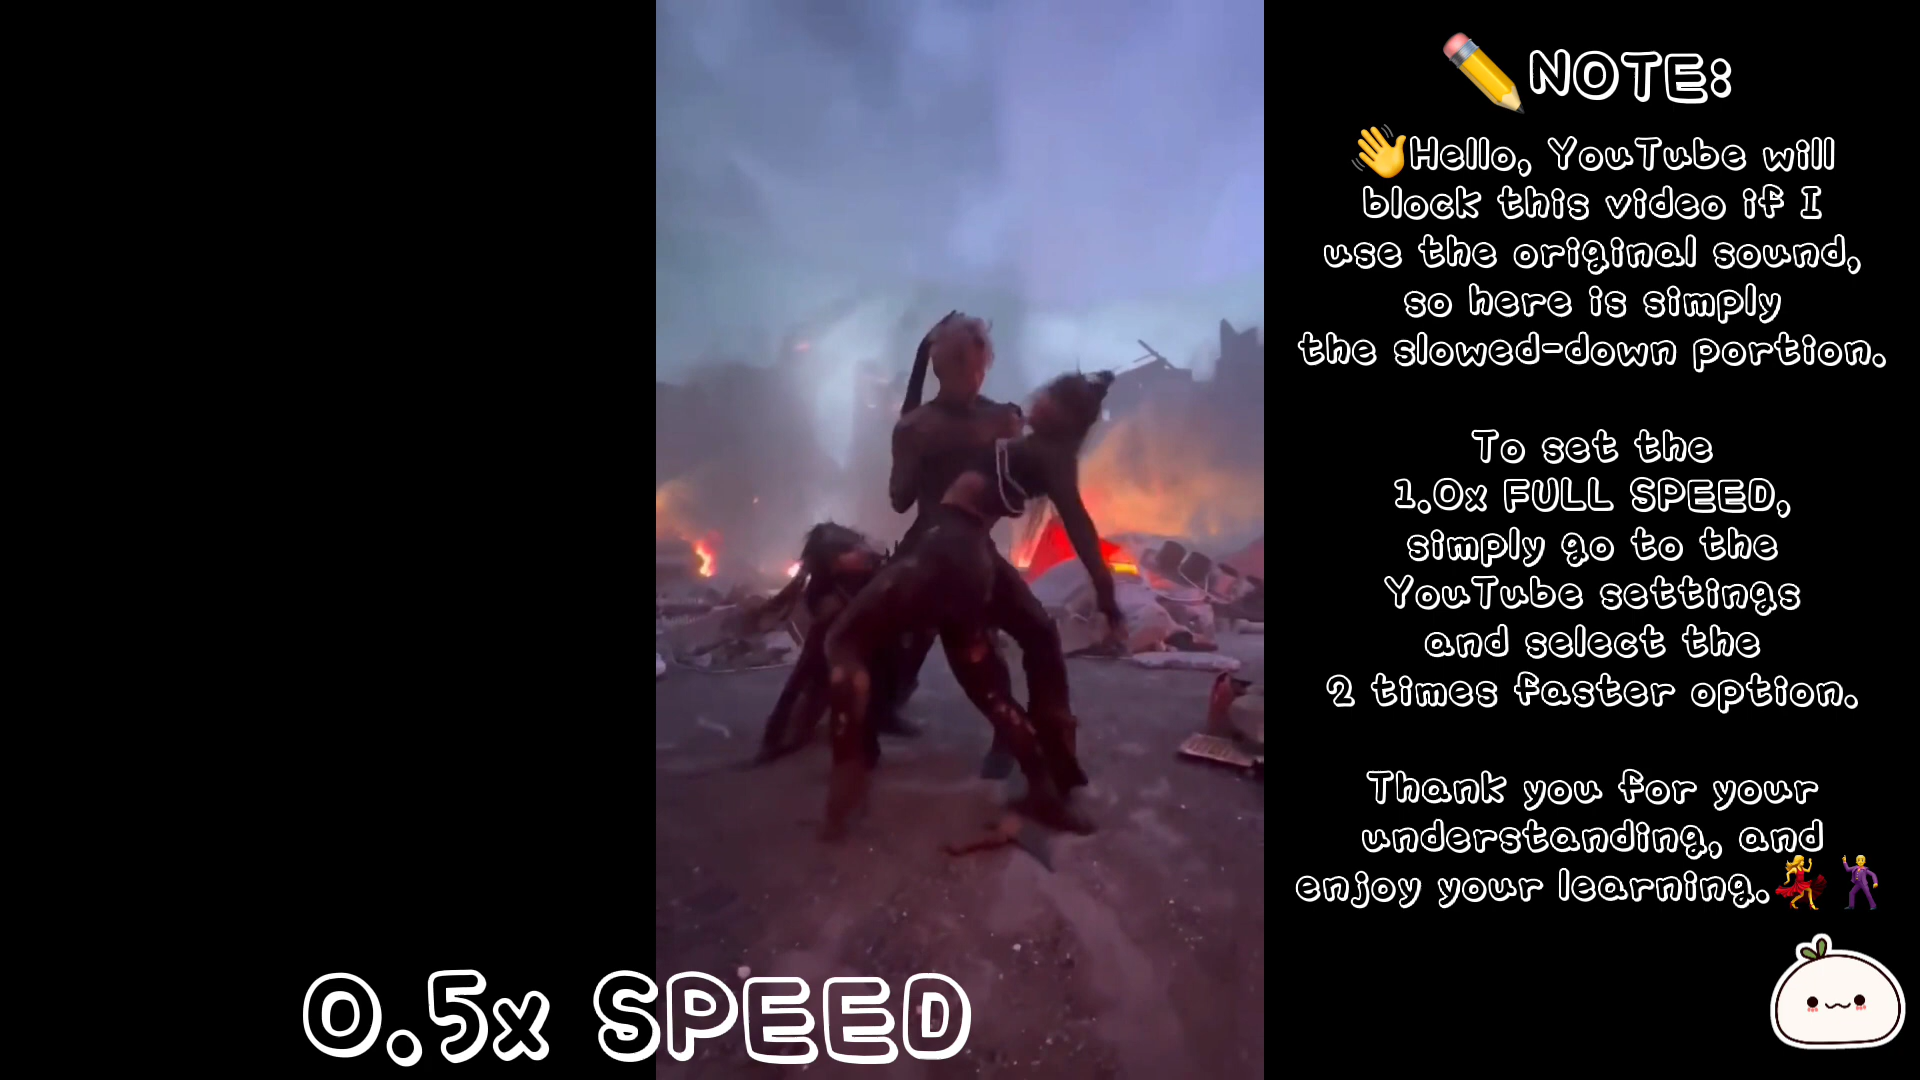 NOTE:
Hello, YouTube will
block this video if I
use the original sound,
so here is simply
the slowed-down portion.
To set the
1.0x FULL SPEED,
simply go to the
YouTube settings
and select the
2 times faster option.
Thank you for your
understanding, and
enjoy your learning.
0.5x SPEED